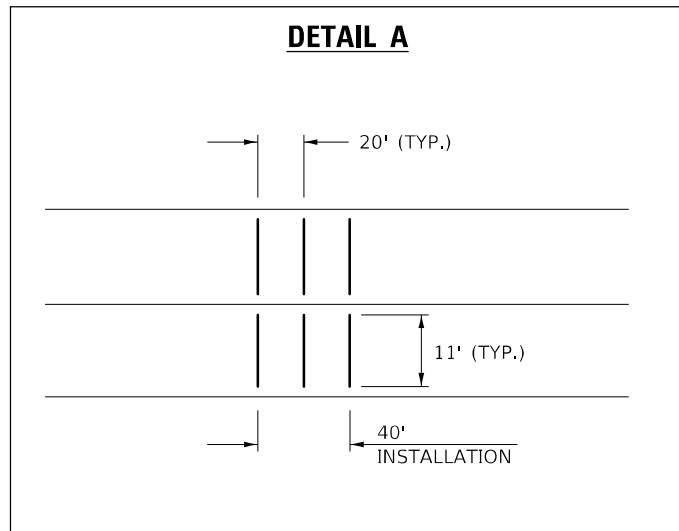 DETAIL A
20' (TYP.)
11' (TYP.)
40'
INSTALLATION